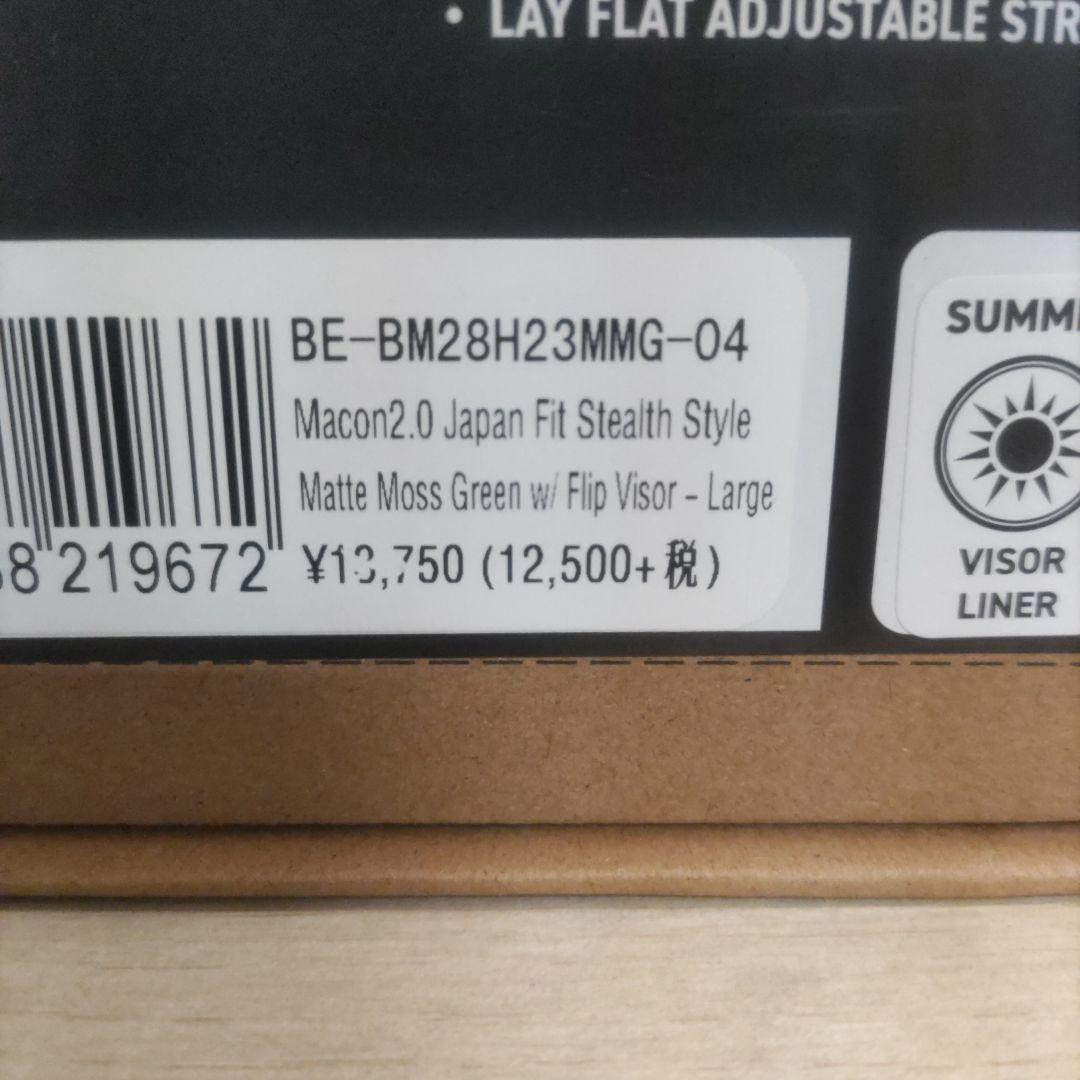 • LAY FLAT ADJUSTABLE
BE-BM28H23MMG-04
Macon2.0 Japan Fit Stealth Style
Matte Moss Green w/ Flip Visor - Large
¥13,750 (12,500+税)
8 219672
SUMM
VISOR
LINER